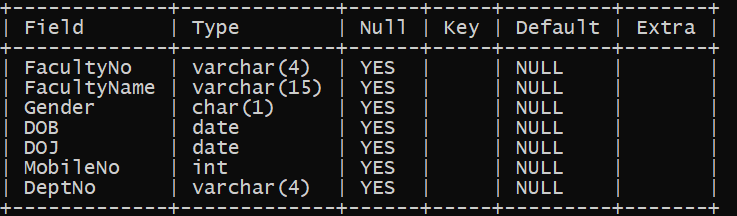 +-------------+-------------+------+-----+---------+-------+
| Field       | Type        | Null | Key | Default | Extra |
+-------------+-------------+------+-----+---------+-------+
| FacultyNo   | varchar(4)  | YES  |     | NULL    |       |
| FacultyName | varchar(15) | YES  |     | NULL    |       |
| Gender      | char(1)     | YES  |     | NULL    |       |
| DOB         | date        | YES  |     | NULL    |       |
| DOJ         | date        | YES  |     | NULL    |       |
| MobileNo    | int         | YES  |     | NULL    |       |
| DeptNo      | varchar(4)  | YES  |     | NULL    |       |
+-------------+-------------+------+-----+---------+-------+